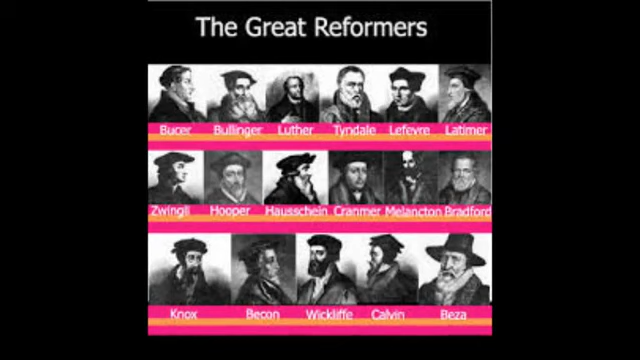 The Great Reformers
Bucer Bullinger Luther Tyndale Lefevre Latimer
Zwingli Hooper Hausschein Cranmer Melancton Bradford
Knox Becon Wickliffe Calvin Beza